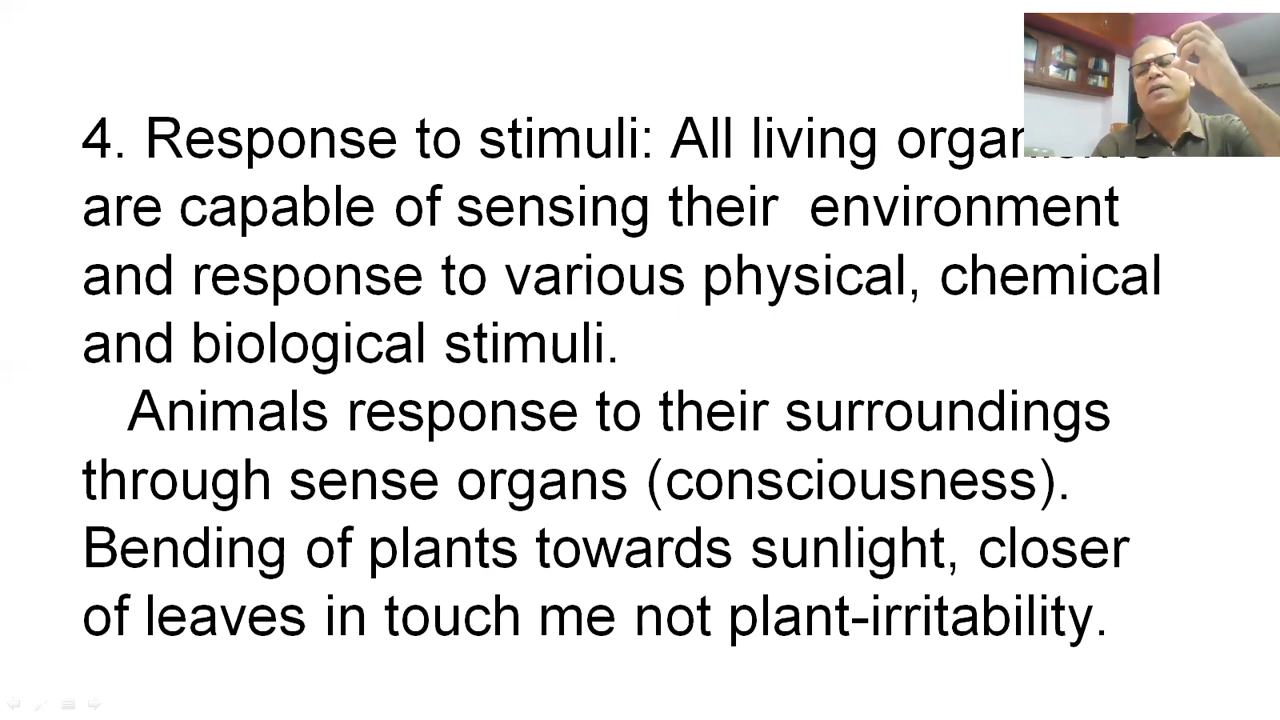 4. Response to stimuli: All living organisms
are capable of sensing their environment
and response to various physical, chemical
and biological stimuli.
Animals response to their surroundings
through sense organs (consciousness).
Bending of plants towards sunlight, closer
of leaves in touch me not plant-irritability.